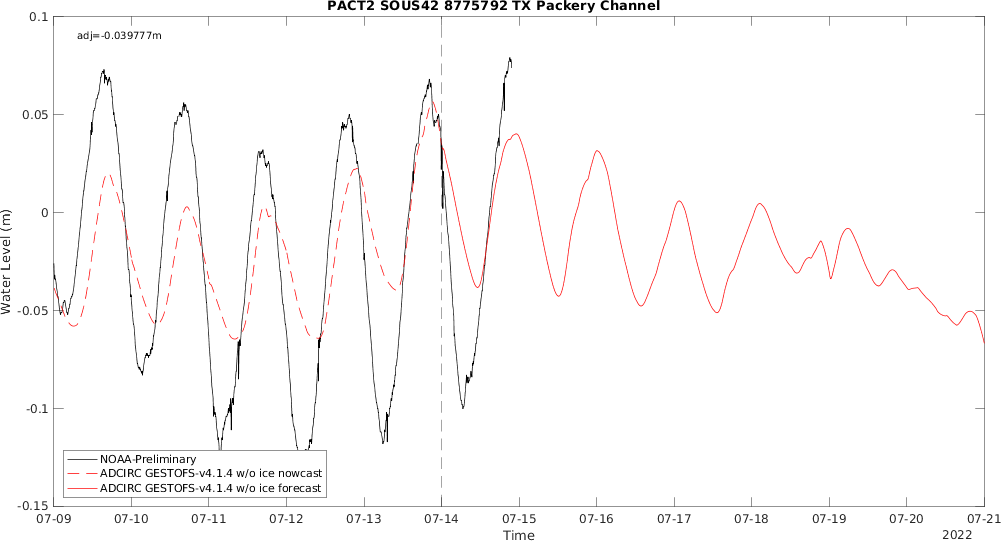 PACT2 SOUS42 8775792 TX Packery Channel
adj=-0.039777m
0.1
0.05
0
-0.05
-0.1
-0.15
Water Level (m)
NOAA-Preliminary
ADCIRC GESTOFS-v4.1.4 w/o ice nowcast
ADCIRC GESTOFS-v4.1.4 w/o ice forecast
07-09 07-10 07-11 07-12 07-13 07-14 07-15 07-16 07-17 07-18 07-19 07-20 07-21
Time
2022